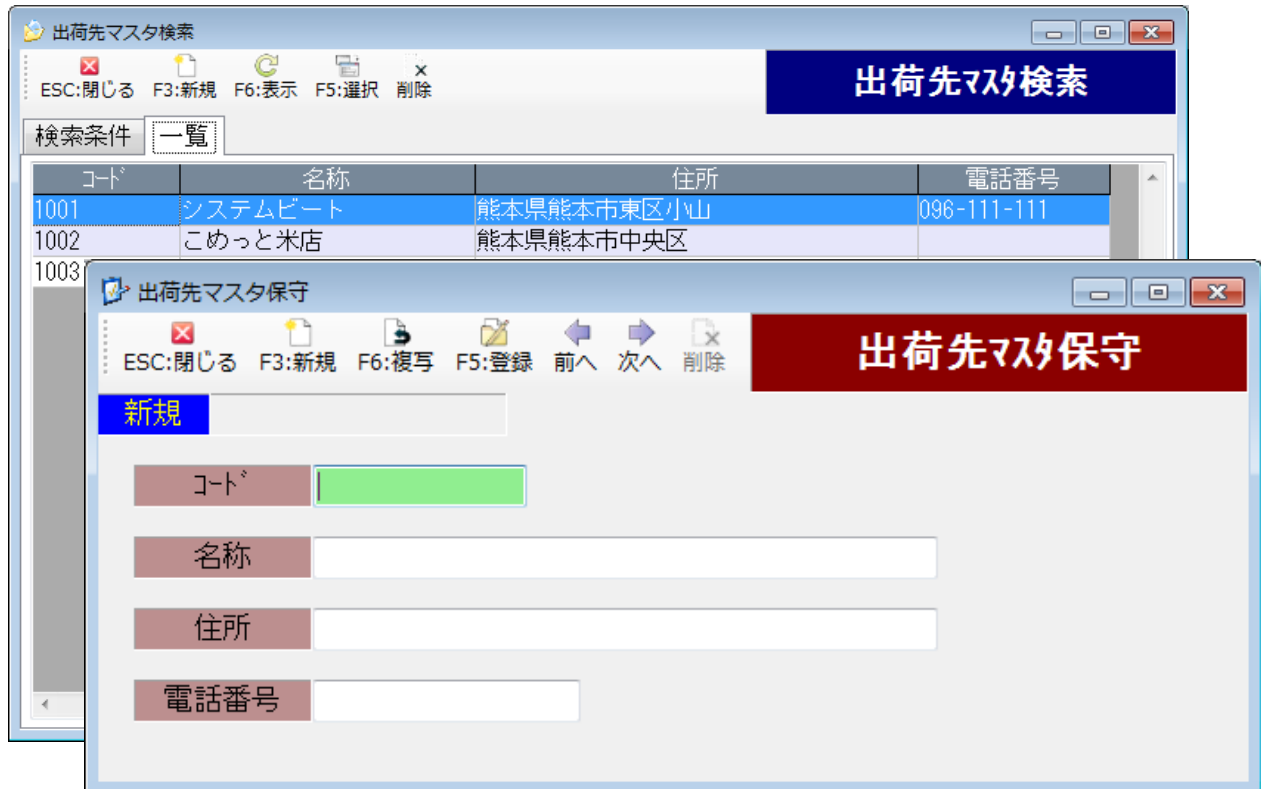 出荷先マスタ検索
ESC:閉じる F3:新規 F6:表示 F5:選択 削除
出荷先ﾏｽﾀ検索
検索条件 一覧
ｺｰﾄﾞ 名称 住所 電話番号
1001 システムビート 熊本県熊本市東区小山 096-111-111
1002 こめっと米店 熊本県熊本市中央区
1003
出荷先マスタ保守
ESC:閉じる F3:新規 F6:複写 F5:登録 前へ 次へ 削除
出荷先ﾏｽﾀ保守
新規
ｺｰﾄﾞ
名称
住所
電話番号